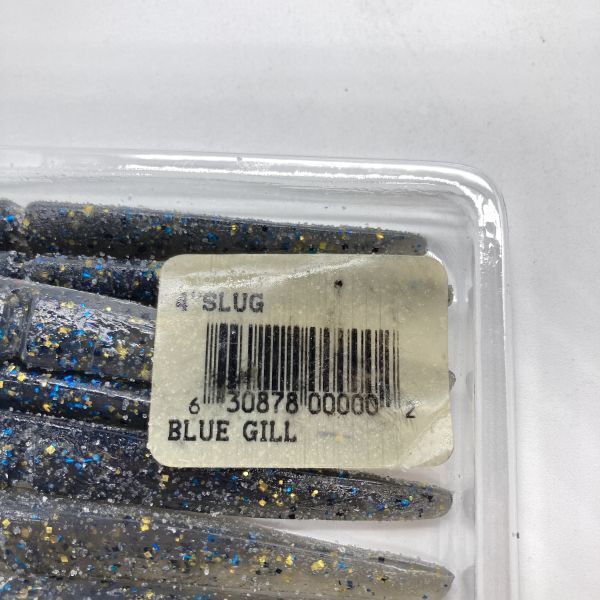 4" SLUG
6 30878 00000 2
BLUE GILL